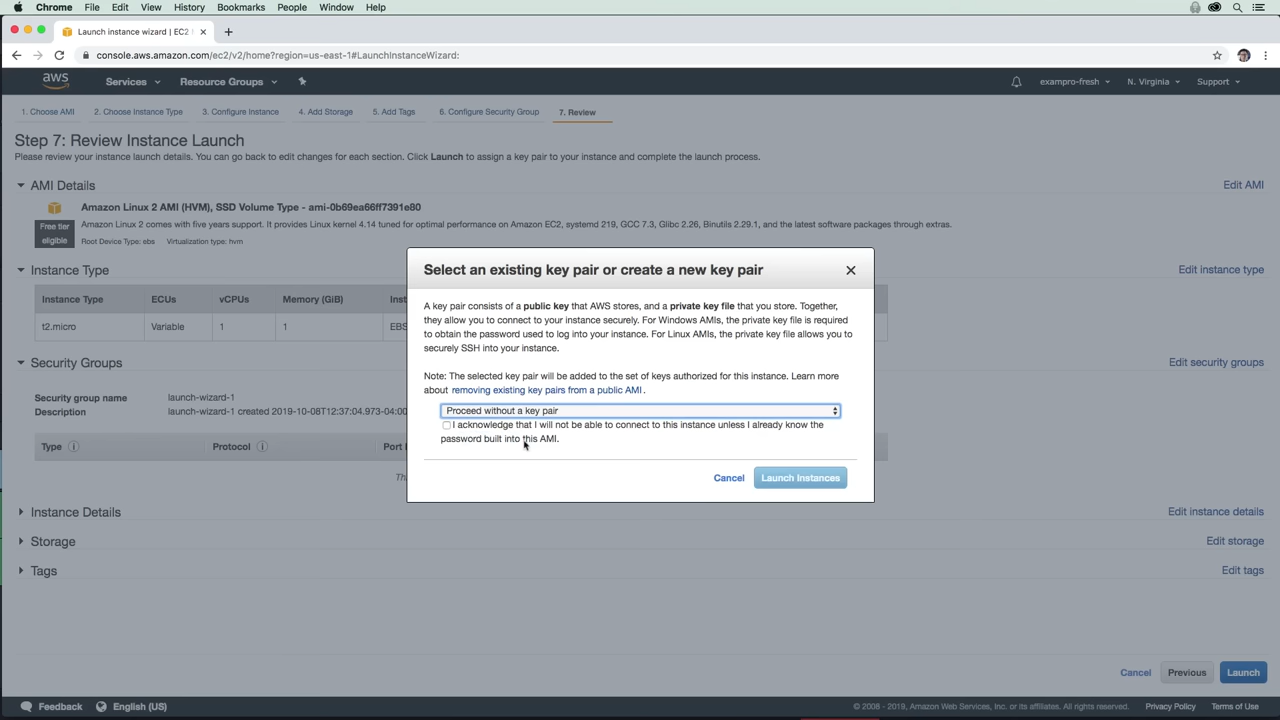 Chrome File Edit View History Bookmarks People Window Help
Launch instance wizard | EC2
console.aws.amazon.com/ec2/v2/home?region=us-east-1#LaunchInstanceWizard:
aws Services Resource Groups exampro-fresh N. Virginia Support
1. Choose AMI 2. Choose Instance Type 3. Configure Instance 4. Add Storage 5. Add Tags 6. Configure Security Group 7. Review
Step 7: Review Instance Launch
Please review your instance launch details. You can go back to edit changes for each section. Click Launch to assign a key pair to your instance and complete the launch process.
AMI Details Edit AMI
Amazon Linux 2 AMI (HVM), SSD Volume Type - ami-0b69ea66ff7391e80
Free tier eligible
Amazon Linux 2 comes with five years support. It provides Linux kernel 4.14 tuned for optimal performance on Amazon EC2, systemd 219, GCC 7.3, Glibc 2.26, Binutils 2.29.1, and the latest software packages through extras.
Root Device Type: ebs Virtualization type: hvm
Instance Type Edit instance type
Instance Type ECUs vCPUs Memory (GiB) Ins
t2.micro Variable 1 1 EBS
Security Groups Edit security groups
Security group name launch-wizard-1
Description launch-wizard-1 created 2019-10-08T12:37:04.973-04:00
Type Protocol Port
Th
Select an existing key pair or create a new key pair
A key pair consists of a public key that AWS stores, and a private key file that you store. Together,
they allow you to connect to your instance securely. For Windows AMIs, the private key file is required
to obtain the password used to log into your instance. For Linux AMIs, the private key file allows you to
securely SSH into your instance.
Note: The selected key pair will be added to the set of keys authorized for this instance. Learn more
about removing existing key pairs from a public AMI.
Proceed without a key pair
I acknowledge that I will not be able to connect to this instance unless I already know the
password built into this AMI.
Cancel Launch Instances
Instance Details Edit instance details
Storage Edit storage
Tags Edit tags
Cancel Previous Launch
Feedback English (US) © 2008 - 2019, Amazon Web Services, Inc. or its affiliates. All rights reserved. Privacy Policy Terms of Use